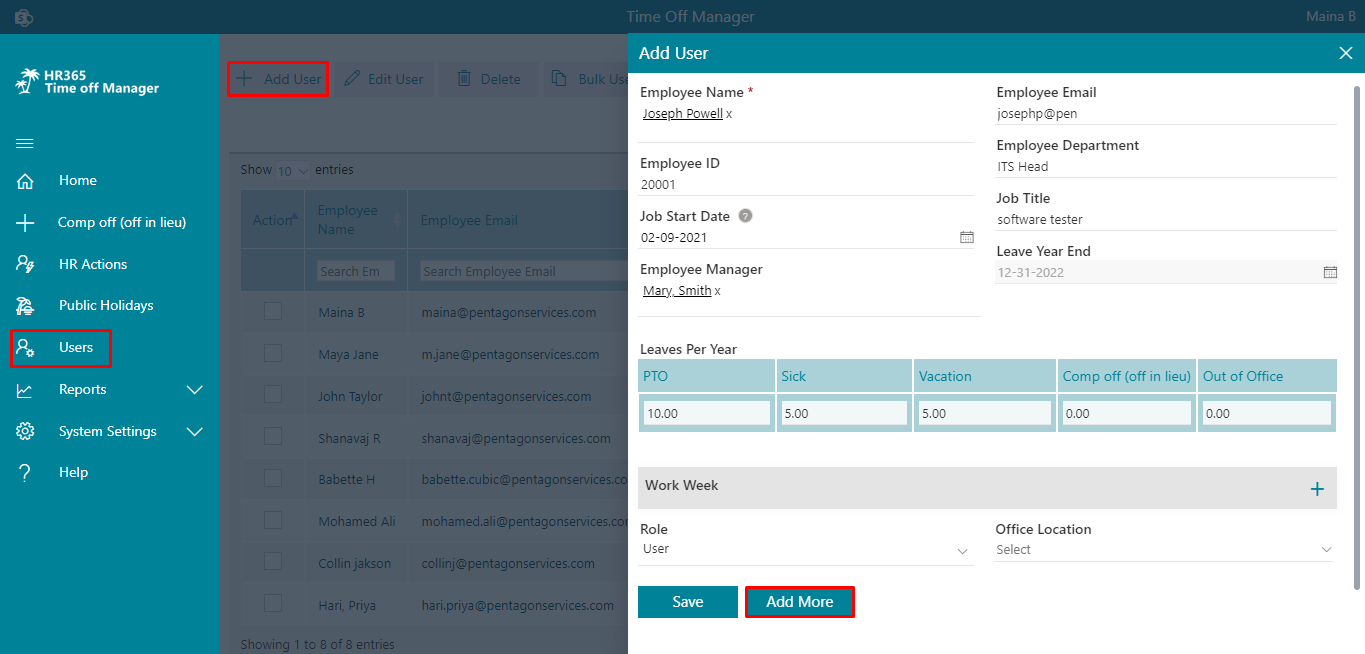 Time Off Manager
Maina B
HR365
Time off Manager
Home
Comp off (off in lieu)
HR Actions
Public Holidays
Users
Reports
System Settings
Help
Add User
Edit User
Delete
Bulk Use
Show 10 entries
Action
Employee Name
Employee Email
Search Em
Search Employee Email
Maina B maina@pentagonservices.com
Maya Jane m.jane@pentagonservices.com
John Taylor johnt@pentagonservices.com
Shanavaj R shanavaj@pentagonservices.com
Babette H babette.cubic@pentagonservices.co
Mohamed Ali mohamed.ali@pentagonservices.com
Collin jakson collinj@pentagonservices.com
Hari, Priya hari.priya@pentagonservices.com
Showing 1 to 8 of 8 entries
Add User
Employee Name *
Joseph Powell x
Employee Email
josephp@pen
Employee Department
ITS Head
Employee ID
20001
Job Title
software tester
Job Start Date ?
02-09-2021
Leave Year End
12-31-2022
Employee Manager
Mary, Smith x
Leaves Per Year
PTO Sick Vacation Comp off (off in lieu) Out of Office
10.00 5.00 5.00 0.00 0.00
Work Week
Role
User
Office Location
Select
Save
Add More